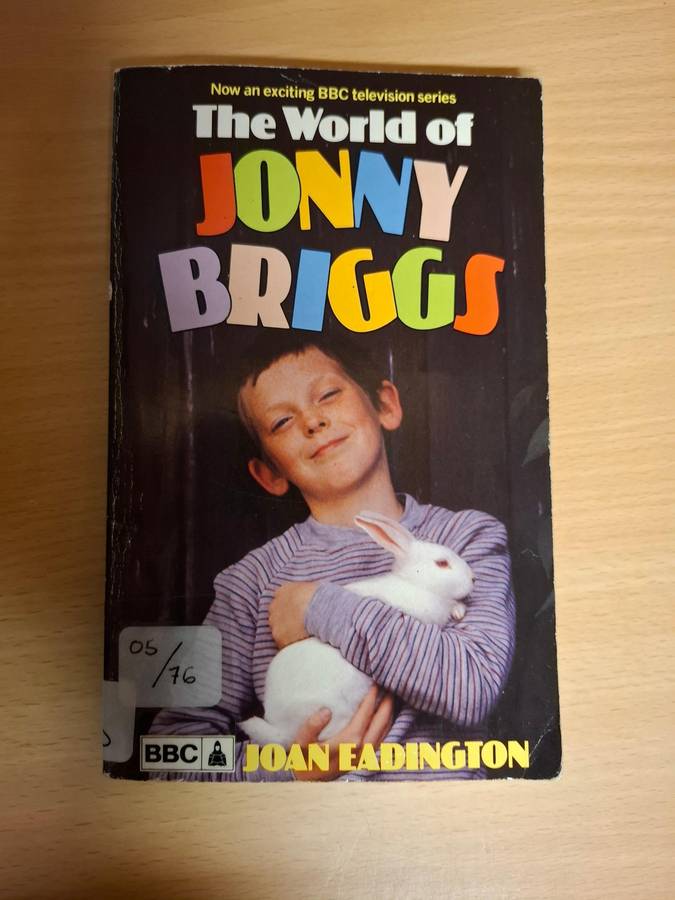 Now an exciting BBC television series
The World of
JONNY
BRIGGS
05/76
BBC
JOAN EADINGTON